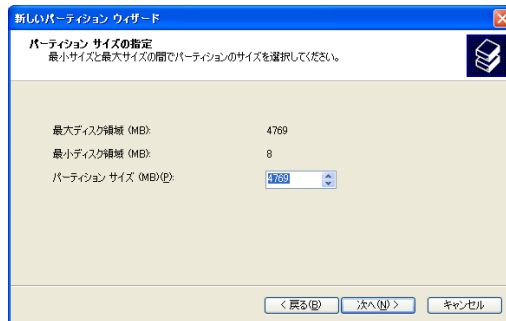 新しいパーティション ウィザード
パーティション サイズの指定
最小サイズと最大サイズの間でパーティションのサイズを選択してください。
最大ディスク領域 (MB): 4769
最小ディスク領域 (MB): 8
パーティション サイズ (MB)(P): 4769
< 戻る(B) 次へ(N) > キャンセル